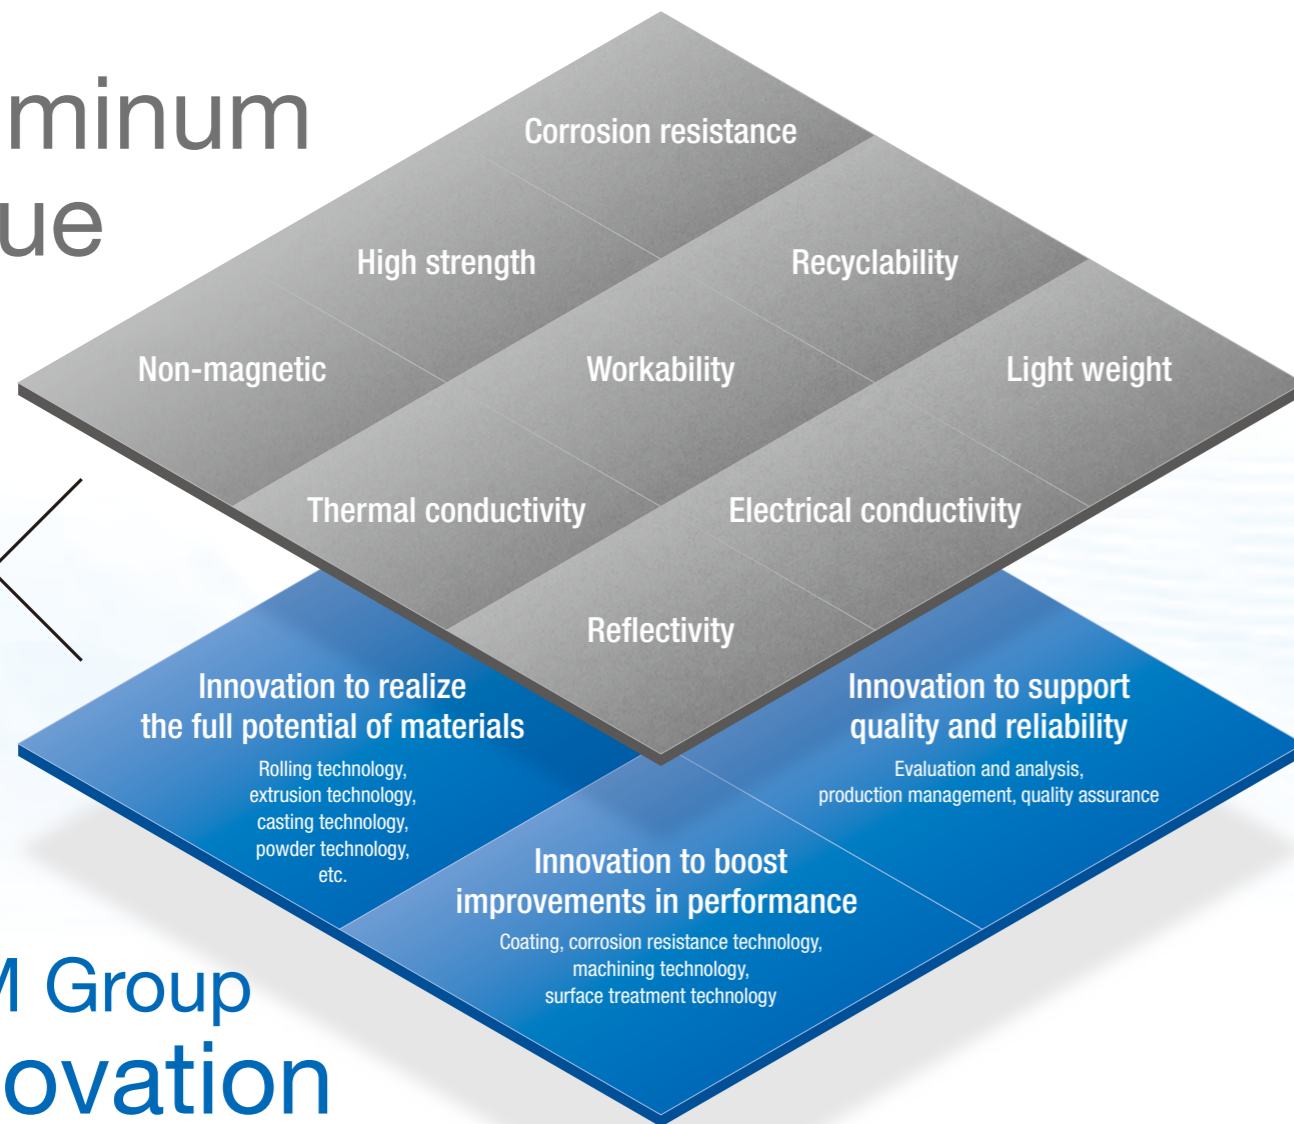 minum
ue
Corrosion resistance
High strength
Recyclability
Non-magnetic
Workability
Light weight
Thermal conductivity
Electrical conductivity
Reflectivity
Innovation to realize
the full potential of materials
Rolling technology,
extrusion technology,
casting technology,
powder technology,
etc.
Innovation to support
quality and reliability
Evaluation and analysis,
production management, quality assurance
Innovation to boost
improvements in performance
Coating, corrosion resistance technology,
machining technology,
surface treatment technology
M Group
ovation